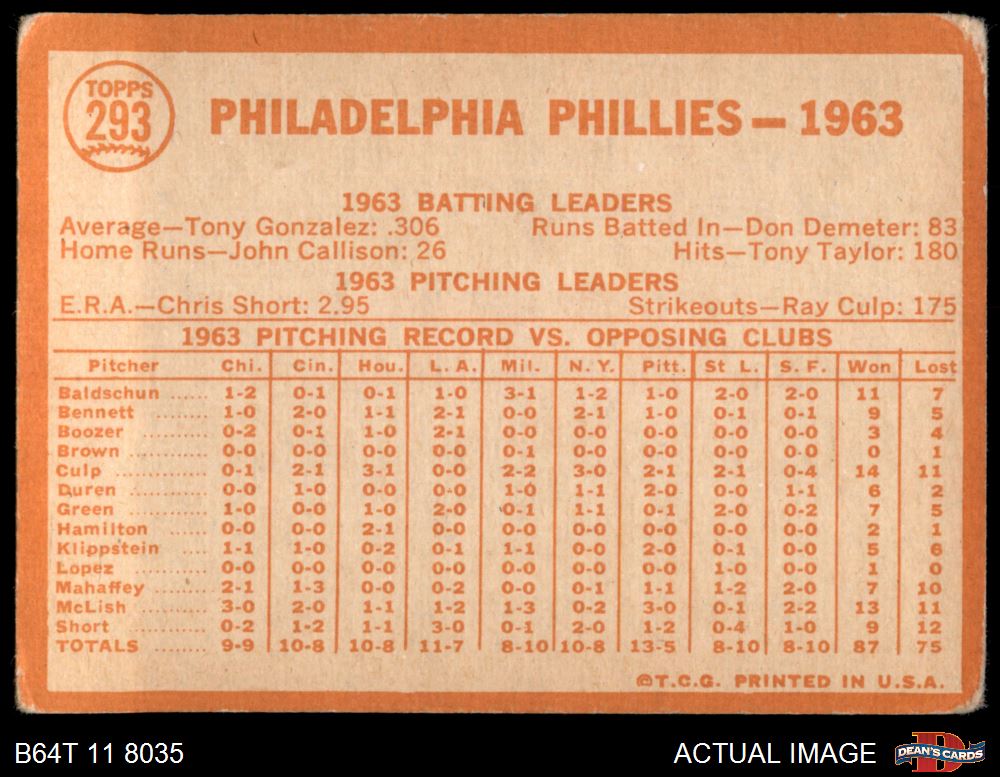 TOPPS
293
PHILADELPHIA PHILLIES — 1963
1963 BATTING LEADERS
Average—Tony Gonzalez: .306 Runs Batted In—Don Demeter: 83
Home Runs—John Callison: 26 Hits—Tony Taylor: 180
1963 PITCHING LEADERS
E.R.A.—Chris Short: 2.95 Strikeouts—Ray Culp: 175
1963 PITCHING RECORD VS. OPPOSING CLUBS
Pitcher Chi. Cin. Hou. L. A. Mil. N. Y. Pitt. St L. S. F. Won Lost
Baldschun ..... 1-2 0-1 0-1 1-0 3-1 1-2 1-0 2-0 2-0 11 7
Bennett ........ 1-0 2-0 1-1 2-1 0-0 2-1 1-0 0-1 0-1 9 5
Boozer ......... 0-2 0-1 1-0 2-1 0-0 0-0 0-0 0-0 0-0 3 4
Brown .......... 0-0 0-0 0-0 0-0 0-1 0-0 0-0 0-0 0-0 0 1
Culp ............ 0-1 2-1 3-1 0-0 2-2 3-0 2-1 2-1 0-4 14 11
Duren .......... 0-0 1-0 0-0 0-0 1-0 1-1 2-0 0-0 1-1 6 2
Green .......... 1-0 0-0 1-0 2-0 0-1 1-1 0-1 2-0 0-2 7 5
Hamilton ....... 0-0 0-0 2-1 0-0 0-0 0-0 0-0 0-0 0-0 2 1
Klippstein .... 1-1 1-0 0-2 0-1 1-1 0-0 2-0 0-1 0-0 5 6
Lopez .......... 0-0 0-0 0-0 0-0 0-0 0-0 0-0 1-0 0-0 1 0
Mahaffey ...... 2-1 1-3 0-0 0-2 0-0 0-1 1-1 1-2 2-0 7 10
McLish ......... 3-0 2-0 1-1 1-2 1-3 0-2 3-0 0-1 2-2 13 11
Short ........... 0-2 1-2 1-1 3-0 0-1 2-0 1-2 0-4 1-0 9 12
TOTALS ........ 9-9 10-8 10-8 11-7 8-10 10-8 13-5 8-10 8-10 87 75
©T.C.G. PRINTED IN U.S.A.
B64T 11 8035 ACTUAL IMAGE DEAN'S CARDS